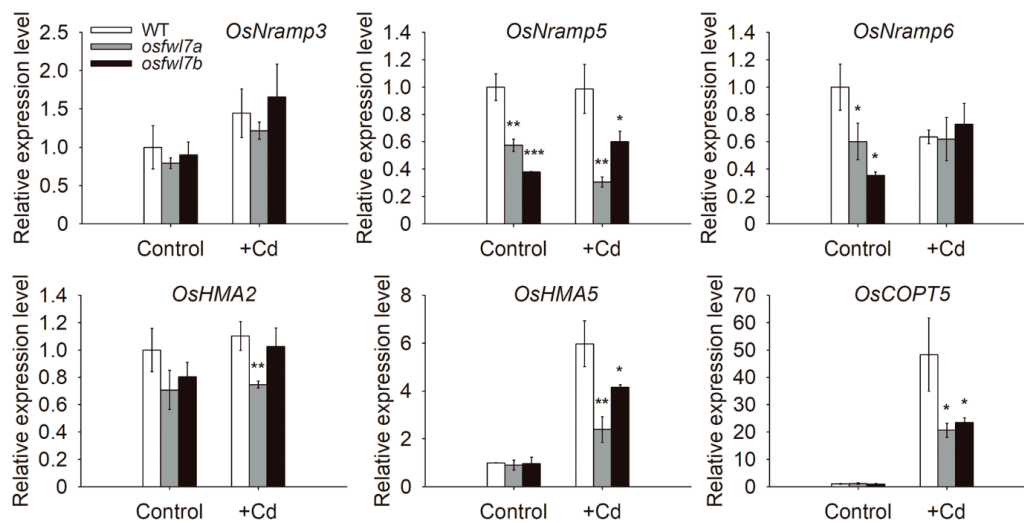 OsNramp3
WT
osfwl7a
osfwl7b
Relative expression level
2.5
2.0
1.5
1.0
0.5
0
Control
+Cd
OsNramp5
Relative expression level
1.4
1.2
1.0
0.8
0.6
0.4
0.2
0
**
***
**
*
Control
+Cd
OsNramp6
Relative expression level
1.4
1.2
1.0
0.8
0.6
0.4
0.2
0
*
*
Control
+Cd
OsHMA2
Relative expression level
1.4
1.2
1.0
0.8
0.6
0.4
0.2
0
**
Control
+Cd
OsHMA5
Relative expression level
8
6
4
2
0
**
*
Control
+Cd
OsCOPT5
Relative expression level
70
60
50
40
30
20
10
0
*
*
Control
+Cd